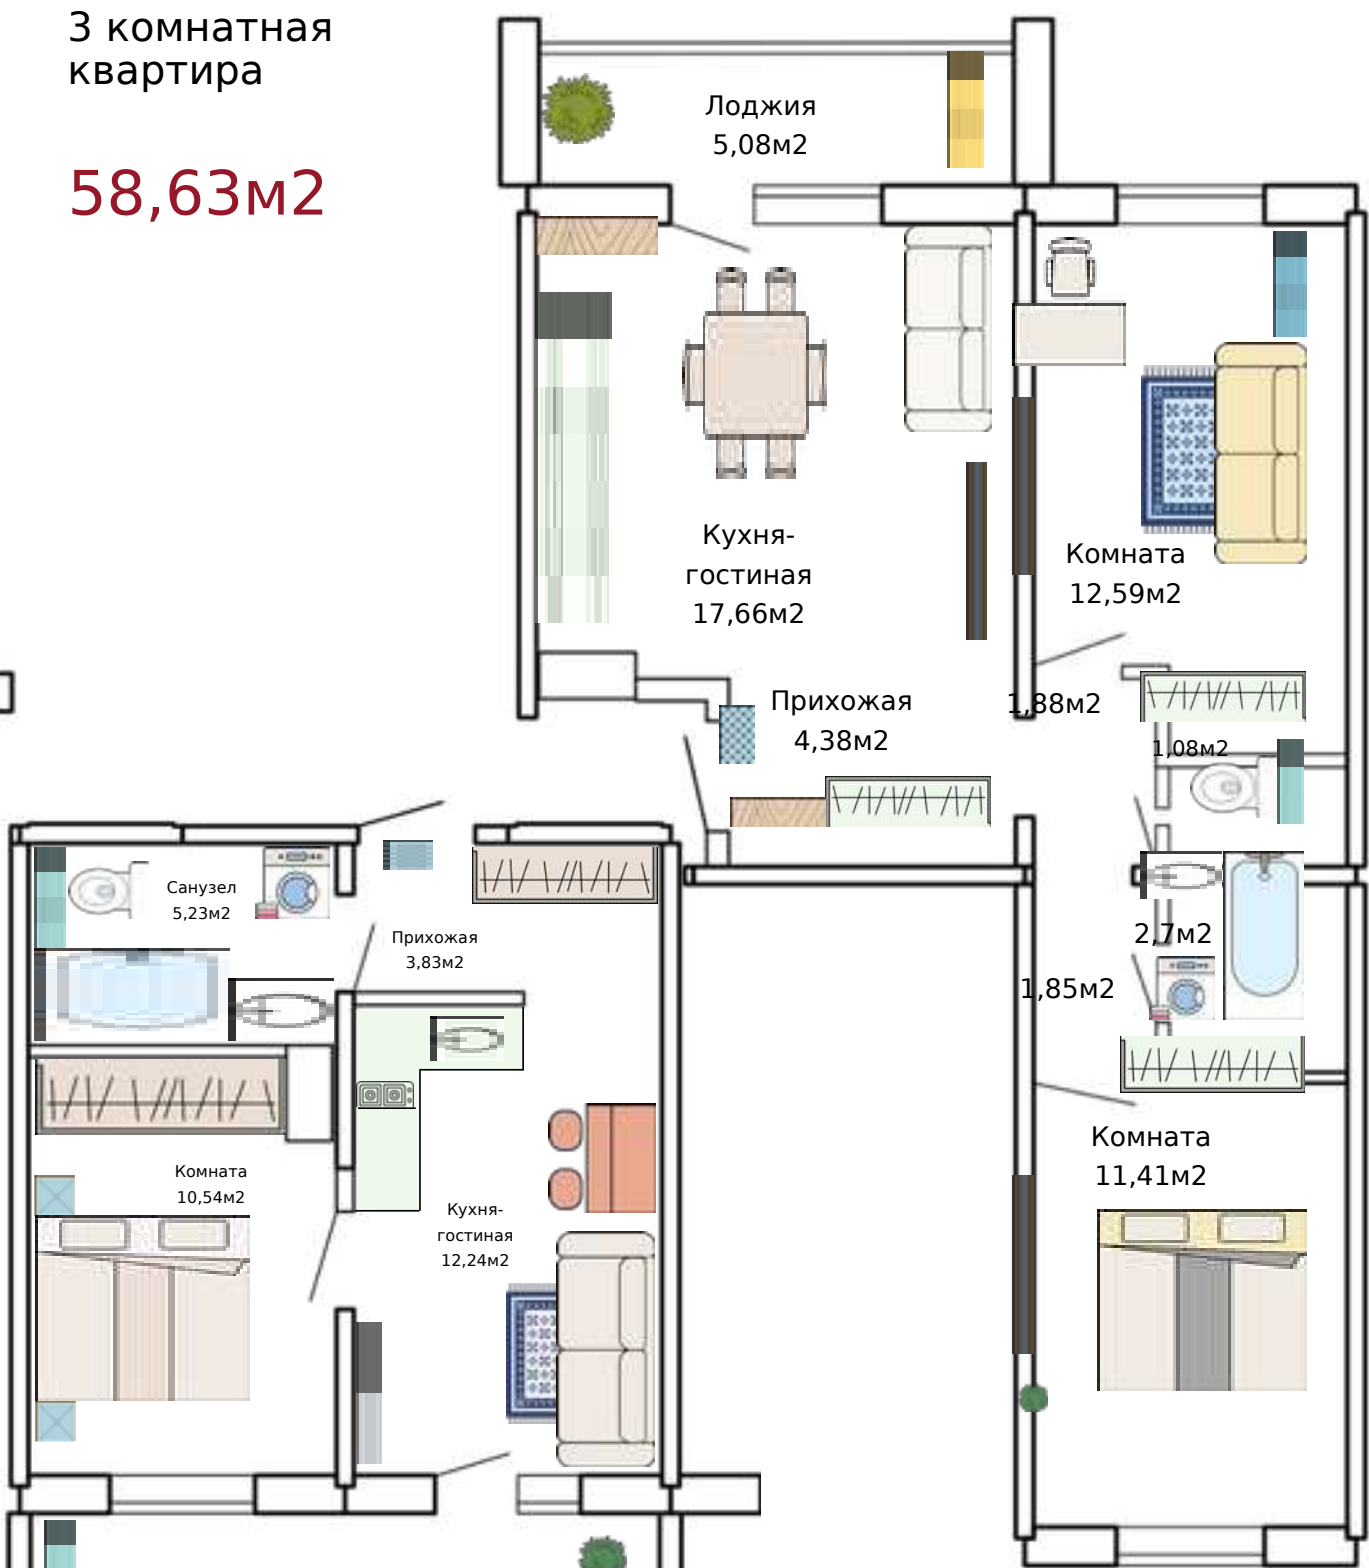 3 комнатная
квартира
58,63м2
Лоджия
5,08м2
Кухня-
гостиная
17,66м2
Комната
12,59м2
Прихожая
4,38м2
1,88м2
1,08м2
Санузел
5,23м2
Прихожая
3,83м2
2,7м2
1,85м2
Комната
11,41м2
Комната
10,54м2
Кухня-
гостиная
12,24м2